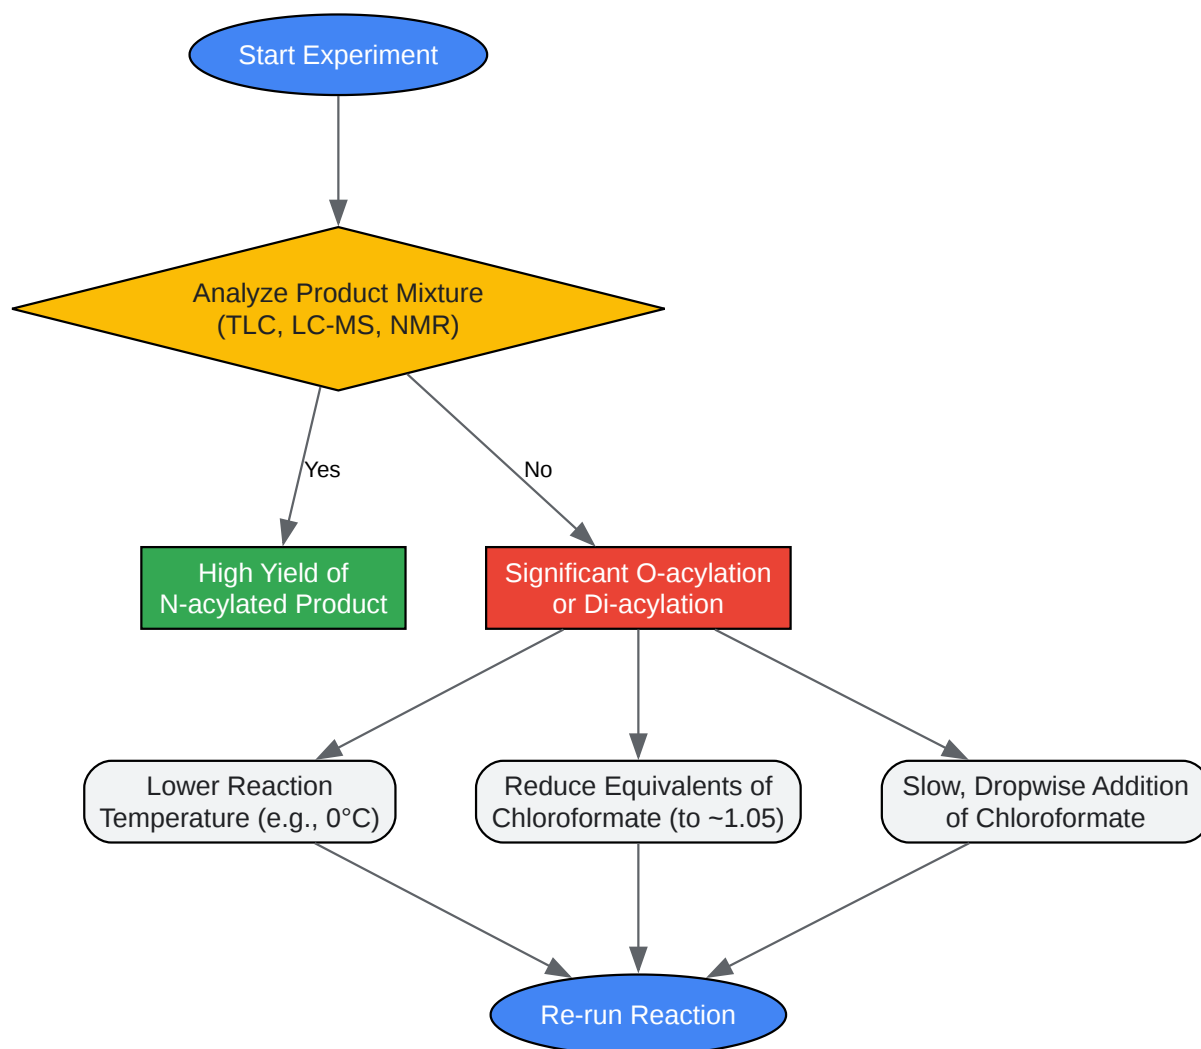 Start Experiment
Analyze Product Mixture
(TLC, LC-MS, NMR)
Yes
No
High Yield of
N-acylated Product
Significant O-acylation
or Di-acylation
Lower Reaction
Temperature (e.g., 0°C)
Reduce Equivalents of
Chloroformate (to ~1.05)
Slow, Dropwise Addition
of Chloroformate
Re-run Reaction